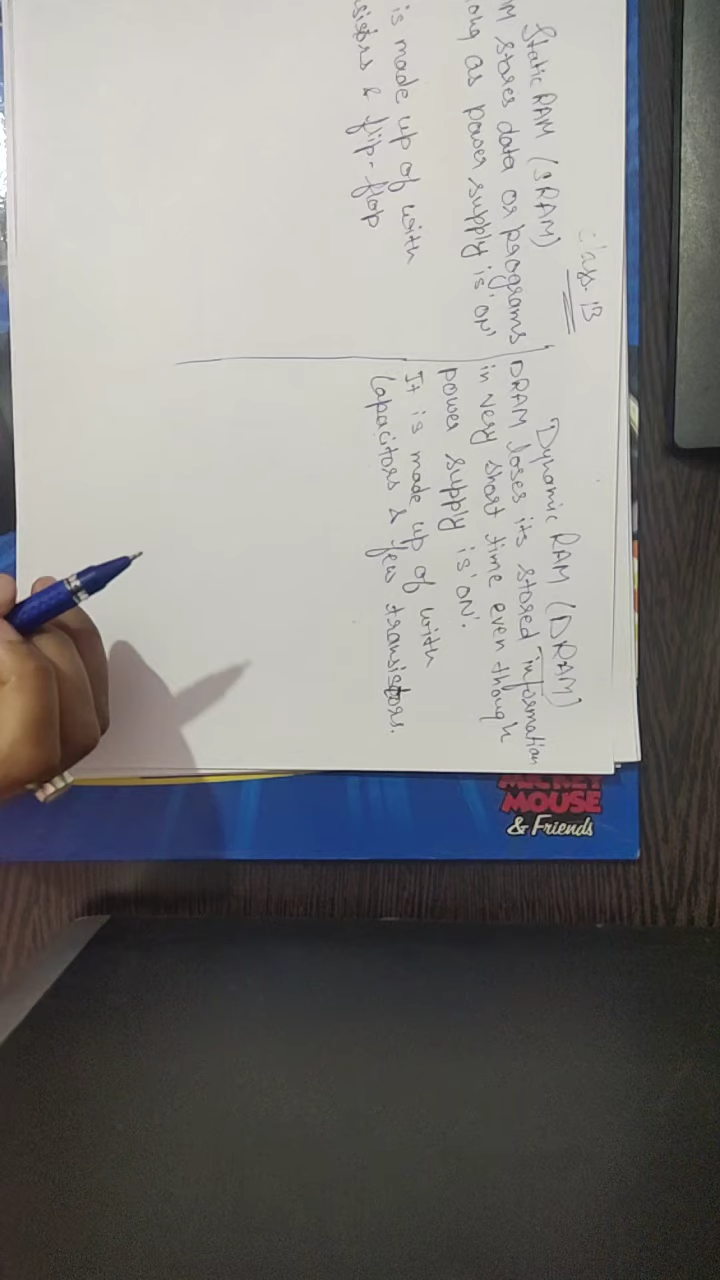 Class-13
Static RAM (SRAM)
AM stores data or programs
long as power supply is 'ON'
is made up of with
sistors & flip-flop
Dynamic RAM (DRAM)
DRAM loses its stored information
in very short time even though
power supply is 'ON'.
It is made up of with
Capacitors & few transistors.
MICKEY
MOUSE
& Friends